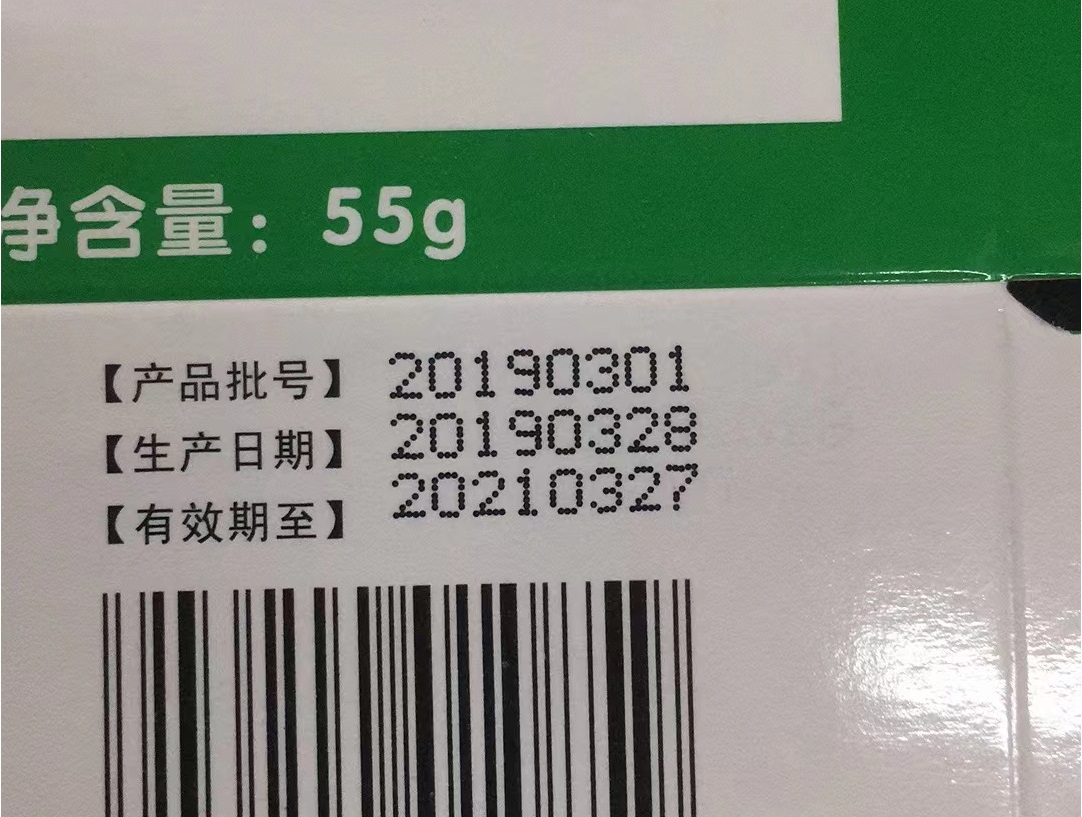 净含量：55g
【产品批号】 20190301
【生产日期】 20190328
【有效期至】 20210327